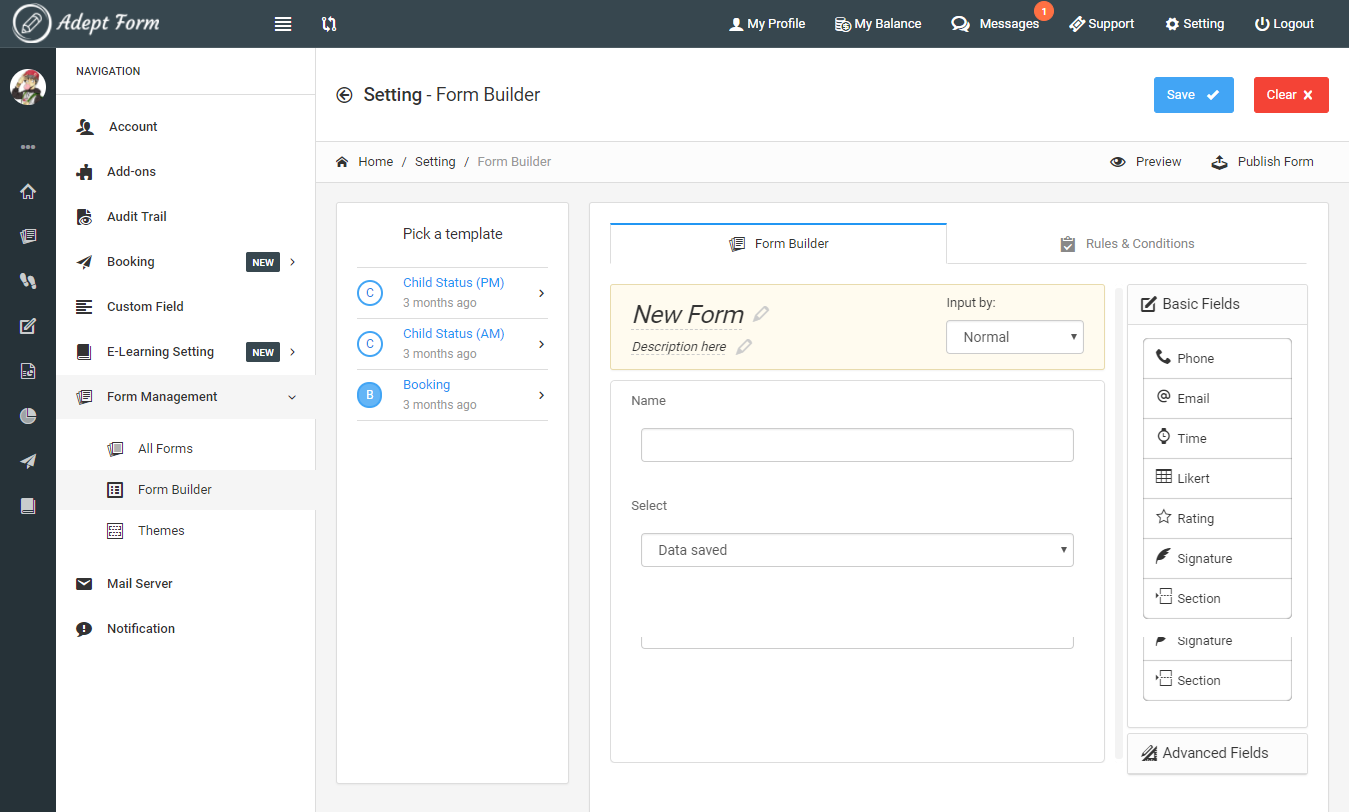 Adept Form
My Profile
My Balance
Messages
1
Support
Setting
Logout
NAVIGATION
Account
Add-ons
Audit Trail
Booking NEW
Custom Field
E-Learning Setting NEW
Form Management
All Forms
Form Builder
Themes
Mail Server
Notification
Setting - Form Builder
Save
Clear
Home / Setting / Form Builder
Preview
Publish Form
Pick a template
C
Child Status (PM)
3 months ago
C
Child Status (AM)
3 months ago
B
Booking
3 months ago
Form Builder
Rules & Conditions
New Form
Description here
Input by:
Normal
Name
Select
Data saved
Basic Fields
Phone
Email
Time
Likert
Rating
Signature
Section
Signature
Section
Advanced Fields